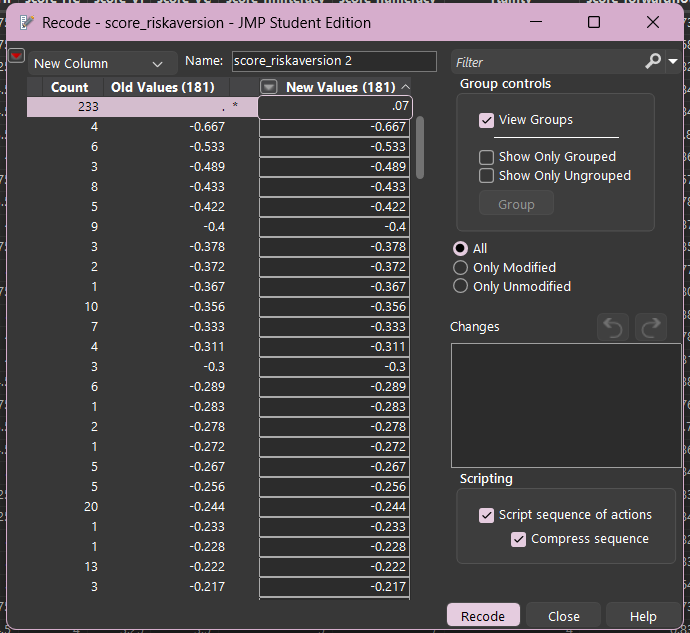 Recode - score_riskaversion - JMP Student Edition
New Column
Name: score_riskaversion 2
Filter
Count Old Values (181) New Values (181)
233 . * .07
4 -0.667 -0.667
6 -0.533 -0.533
3 -0.489 -0.489
8 -0.433 -0.433
5 -0.422 -0.422
9 -0.4 -0.4
3 -0.378 -0.378
2 -0.372 -0.372
1 -0.367 -0.367
10 -0.356 -0.356
7 -0.333 -0.333
4 -0.311 -0.311
3 -0.3 -0.3
6 -0.289 -0.289
1 -0.283 -0.283
2 -0.278 -0.278
1 -0.272 -0.272
5 -0.267 -0.267
5 -0.256 -0.256
20 -0.244 -0.244
1 -0.233 -0.233
1 -0.228 -0.228
13 -0.222 -0.222
3 -0.217 -0.217
Group controls
View Groups
Show Only Grouped
Show Only Ungrouped
Group
All
Only Modified
Only Unmodified
Changes
Scripting
Script sequence of actions
Compress sequence
Recode
Close
Help